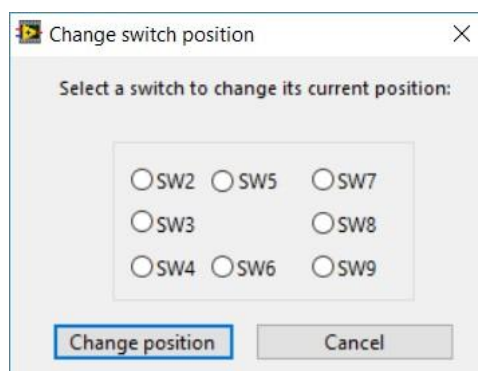 Change switch position
Select a switch to change its current position:
SW2 SW5 SW7
SW3 SW8
SW4 SW6 SW9
Change position Cancel